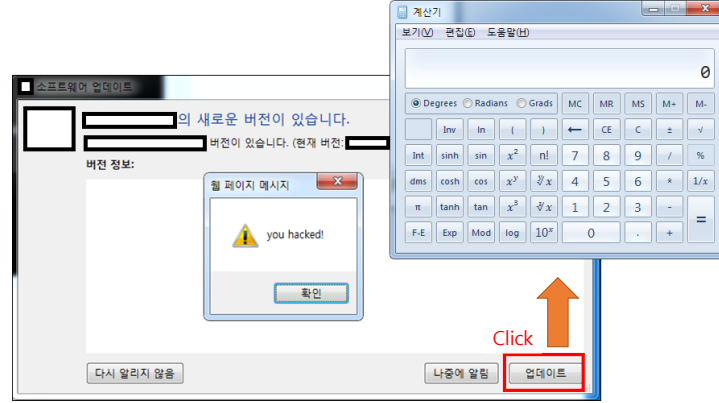 계산기
보기(V) 편집(E) 도움말(H)
0
Degrees Radians Grads MC MR MS M+ M-
Inv ln ( ) ← CE C ± √
Int sinh sin x² n! 7 8 9 / %
dms cosh cos xʸ ʸ√x 4 5 6 * 1/x
π tanh tan x³ ³√x 1 2 3 - =
F-E Exp Mod log 10ˣ 0 . +
소프트웨어 업데이트
의 새로운 버전이 있습니다.
버전이 있습니다. (현재 버전:
버전 정보:
웹 페이지 메시지
you hacked!
확인
Click
다시 알리지 않음 나중에 알림 업데이트